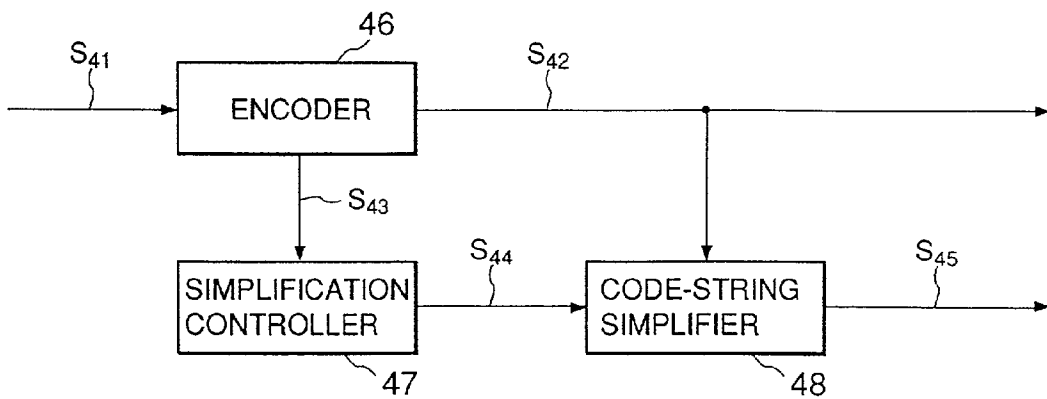 46
S41
ENCODER
S42
S43
SIMPLIFICATION
CONTROLLER
47
S44
CODE-STRING
SIMPLIFIER
48
S45